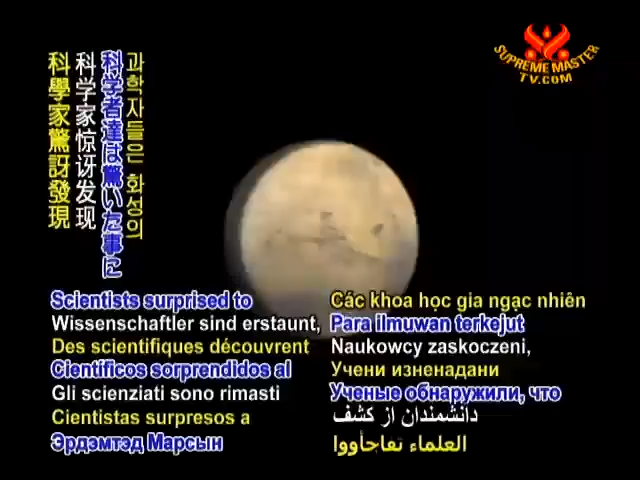 SUPREME MASTER
TV.COM
科學家驚訝發現
科学家惊讶发现
科学者達は驚いた事に
과학자들은 화성의
Scientists surprised to
Wissenschaftler sind erstaunt,
Des scientifiques découvrent
Científicos sorprendidos al
Gli scienziati sono rimasti
Cientistas surpresos a
Эрдэмтэд Марсын
Các khoa học gia ngạc nhiên
Para ilmuwan terkejut
Naukowcy zaskoczeni,
Учени изненадани
Ученые обнаружили, что
دانشمندان از کشف
العلماء تفاجأووا